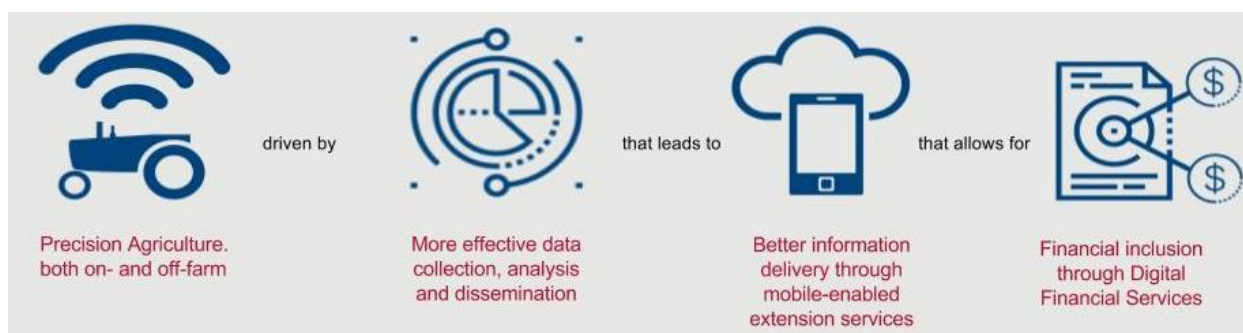 driven by
that leads to
that allows for
$
$
Precision Agriculture.
both on- and off-farm
More effective data
collection, analysis
and dissemination
Better information
delivery through
mobile-enabled
extension services
Financial inclusion
through Digital
Financial Services